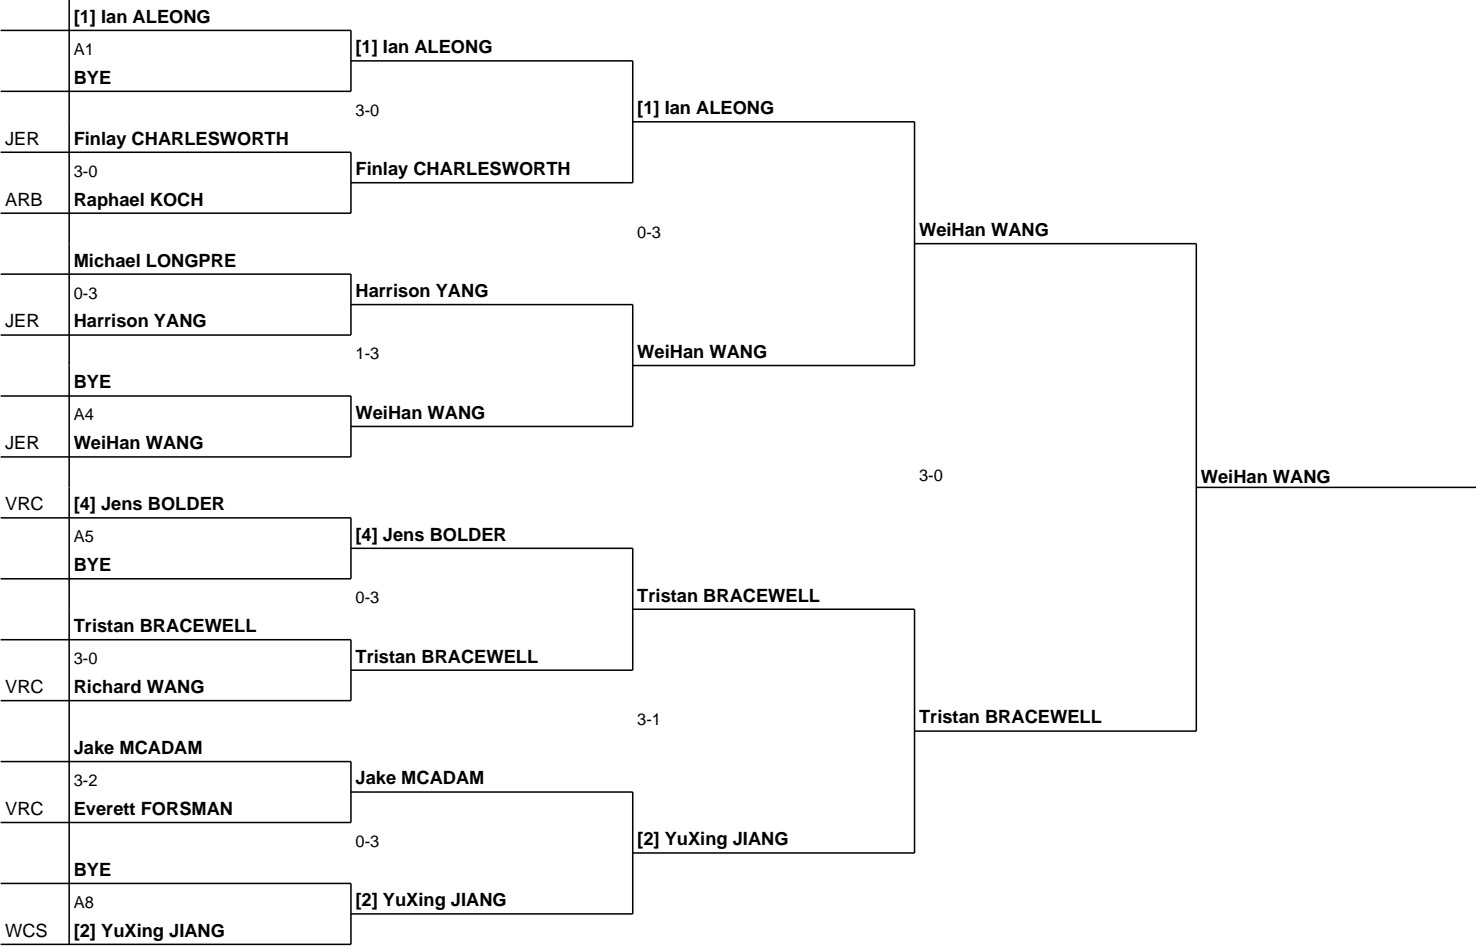 [1] Ian ALEONG
A1
BYE
[1] Ian ALEONG
3-0
JER Finlay CHARLESWORTH
3-0
ARB Raphael KOCH
Finlay CHARLESWORTH
[1] Ian ALEONG
0-3
Michael LONGPRE
0-3
JER Harrison YANG
Harrison YANG
1-3
BYE
A4
JER WeiHan WANG
WeiHan WANG
WeiHan WANG
WeiHan WANG
3-0
WeiHan WANG
VRC [4] Jens BOLDER
A5
BYE
[4] Jens BOLDER
0-3
Tristan BRACEWELL
3-0
VRC Richard WANG
Tristan BRACEWELL
Tristan BRACEWELL
3-1
Tristan BRACEWELL
Jake MCADAM
3-2
VRC Everett FORSMAN
Jake MCADAM
0-3
BYE
A8
WCS [2] YuXing JIANG
[2] YuXing JIANG
[2] YuXing JIANG